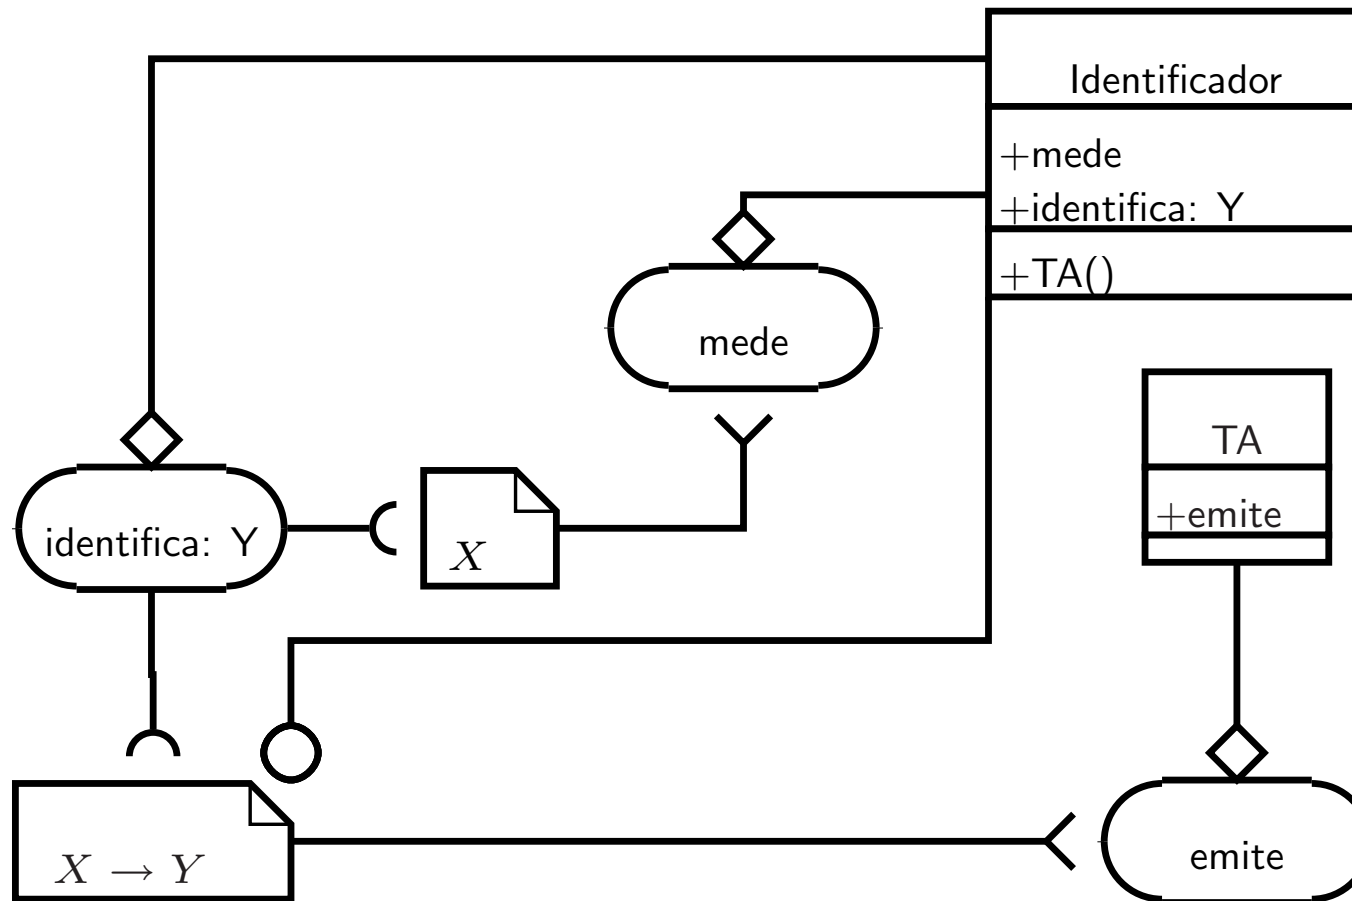 Identificador
+mede
+identifica: Y
+TA()
mede
TA
+emite
identifica: Y
X
X → Y
emite